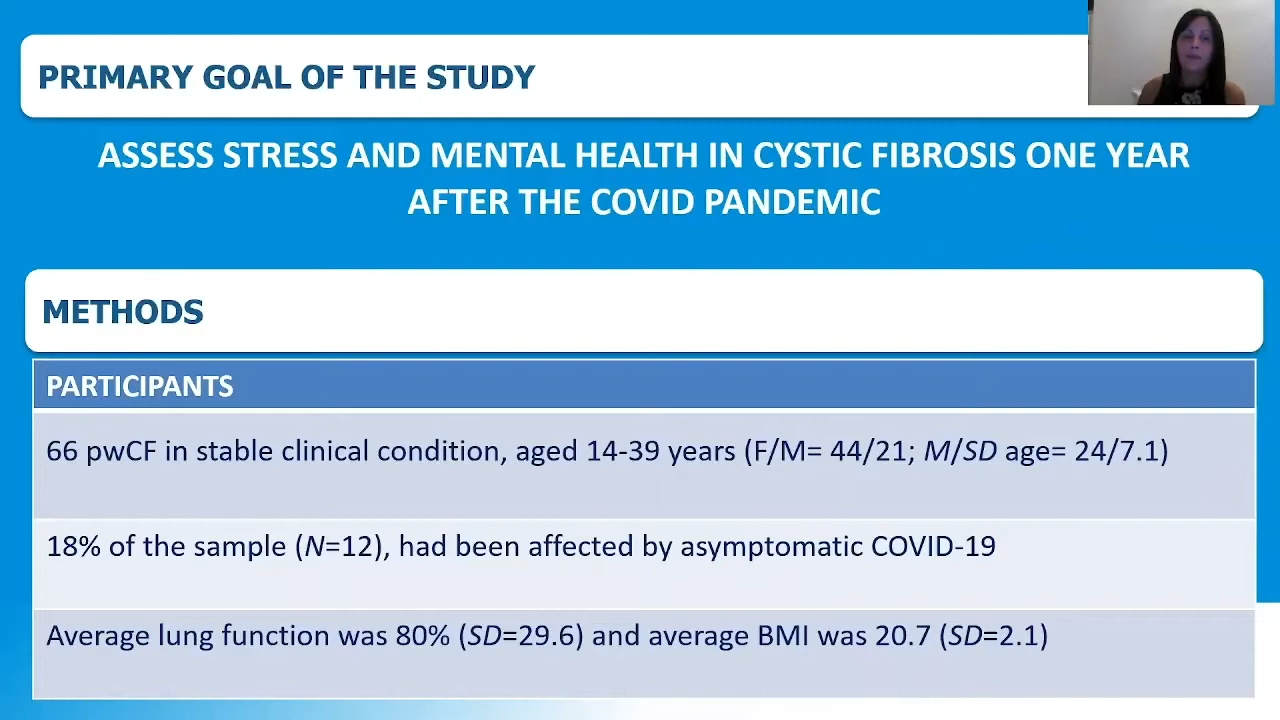 PRIMARY GOAL OF THE STUDY
ASSESS STRESS AND MENTAL HEALTH IN CYSTIC FIBROSIS ONE YEAR
AFTER THE COVID PANDEMIC
METHODS
PARTICIPANTS
66 pwCF in stable clinical condition, aged 14-39 years (F/M= 44/21; M/SD age= 24/7.1)
18% of the sample (N=12), had been affected by asymptomatic COVID-19
Average lung function was 80% (SD=29.6) and average BMI was 20.7 (SD=2.1)